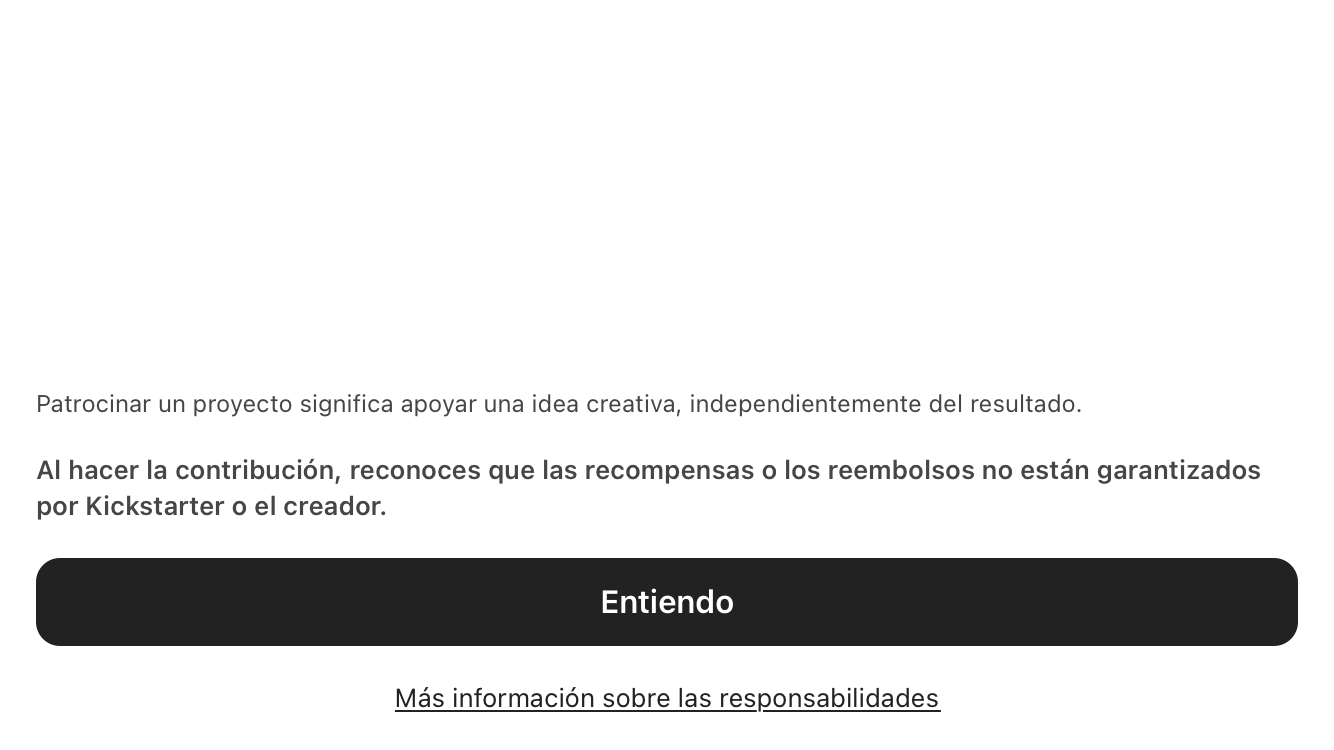 Patrocinar un proyecto significa apoyar una idea creativa, independientemente del resultado.
Al hacer la contribución, reconoces que las recompensas o los reembolsos no están garantizados
por Kickstarter o el creador.
Entiendo
Más información sobre las responsabilidades